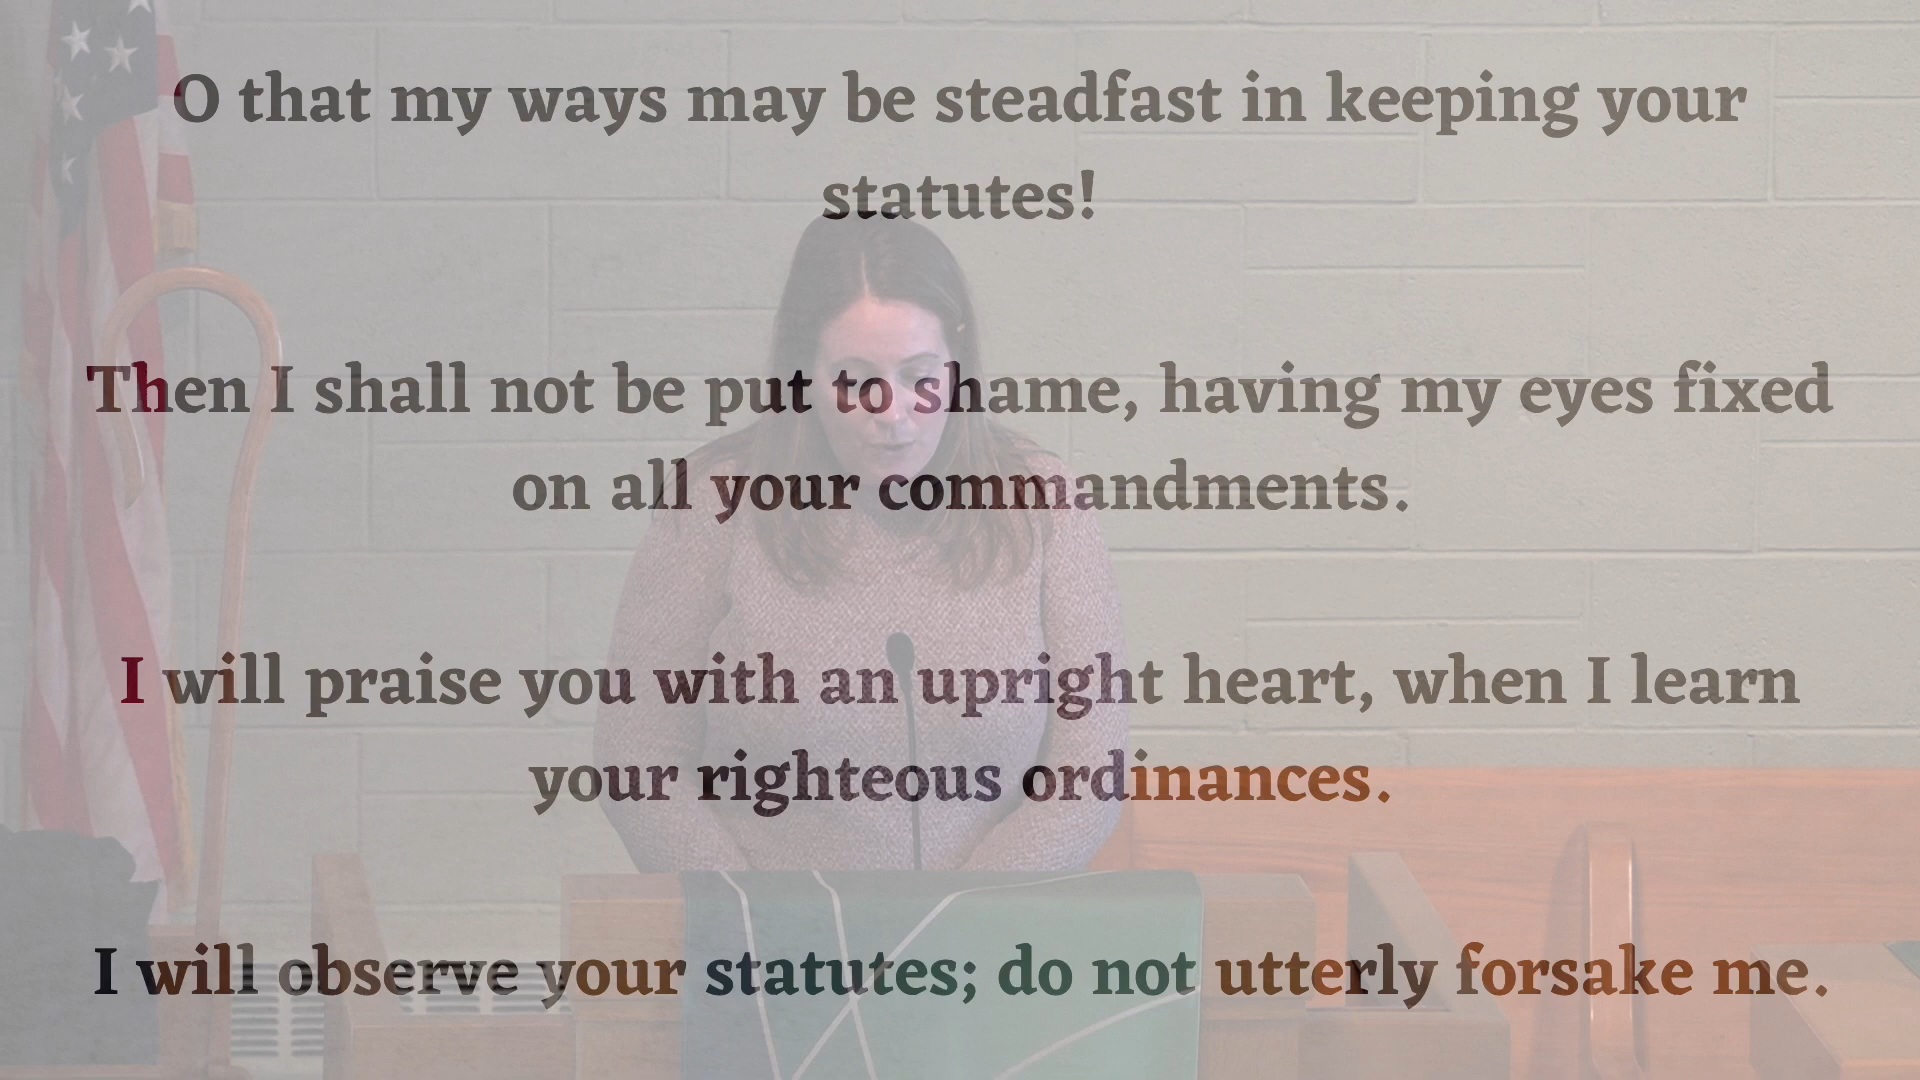 O that my ways may be steadfast in keeping your
statutes!
Then I shall not be put to shame, having my eyes fixed
on all your commandments.
I will praise you with an upright heart, when I learn
your righteous ordinances.
I will observe your statutes; do not utterly forsake me.